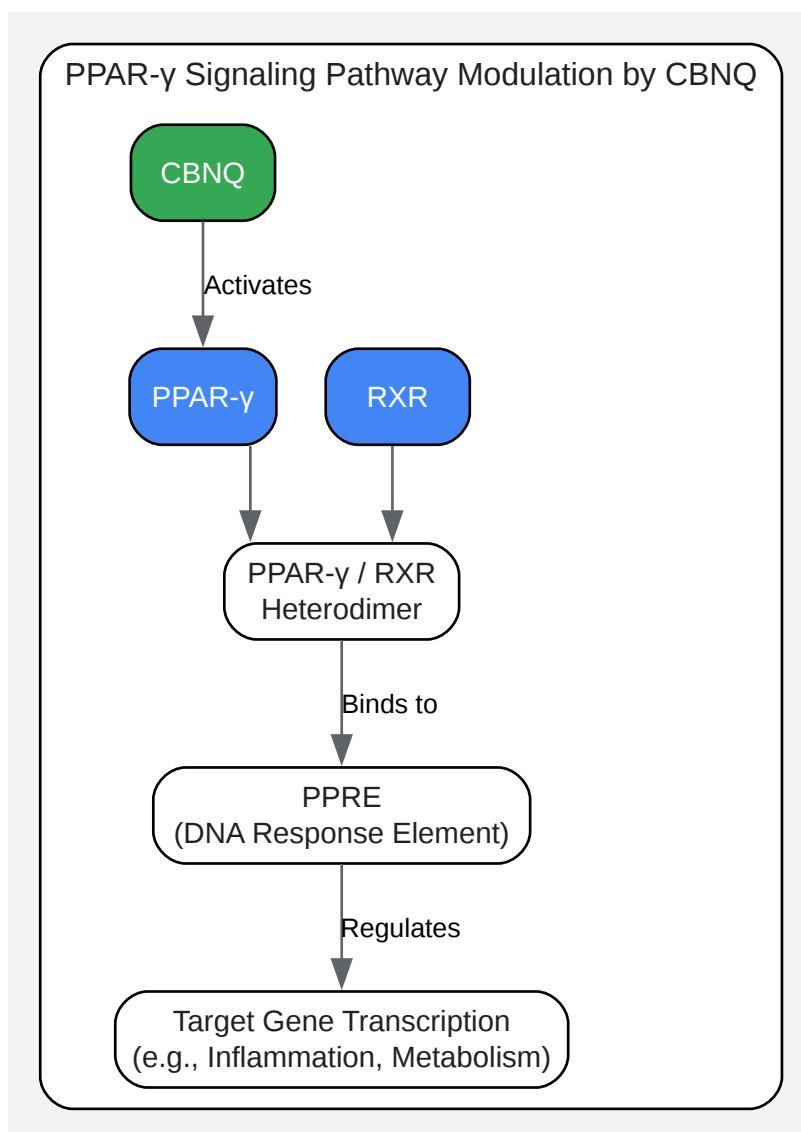 PPAR-γ Signaling Pathway Modulation by CBNQ
CBNQ
Activates
PPAR-γ
RXR
PPAR-γ / RXR
Heterodimer
Binds to
PPRE
(DNA Response Element)
Regulates
Target Gene Transcription
(e.g., Inflammation, Metabolism)